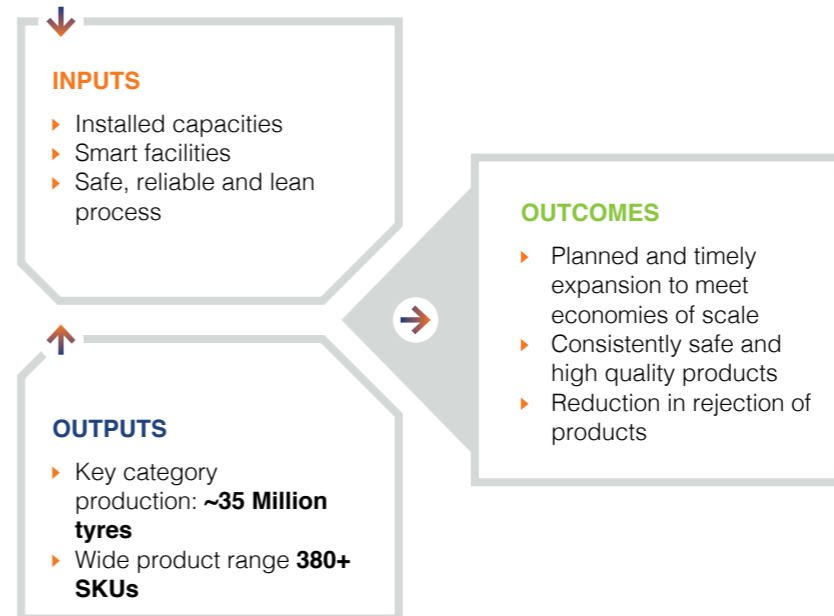 INPUTS
Installed capacities
Smart facilities
Safe, reliable and lean
process
OUTPUTS
Key category
production: ~35 Million
tyres
Wide product range 380+
SKUs
OUTCOMES
Planned and timely
expansion to meet
economies of scale
Consistently safe and
high quality products
Reduction in rejection of
products